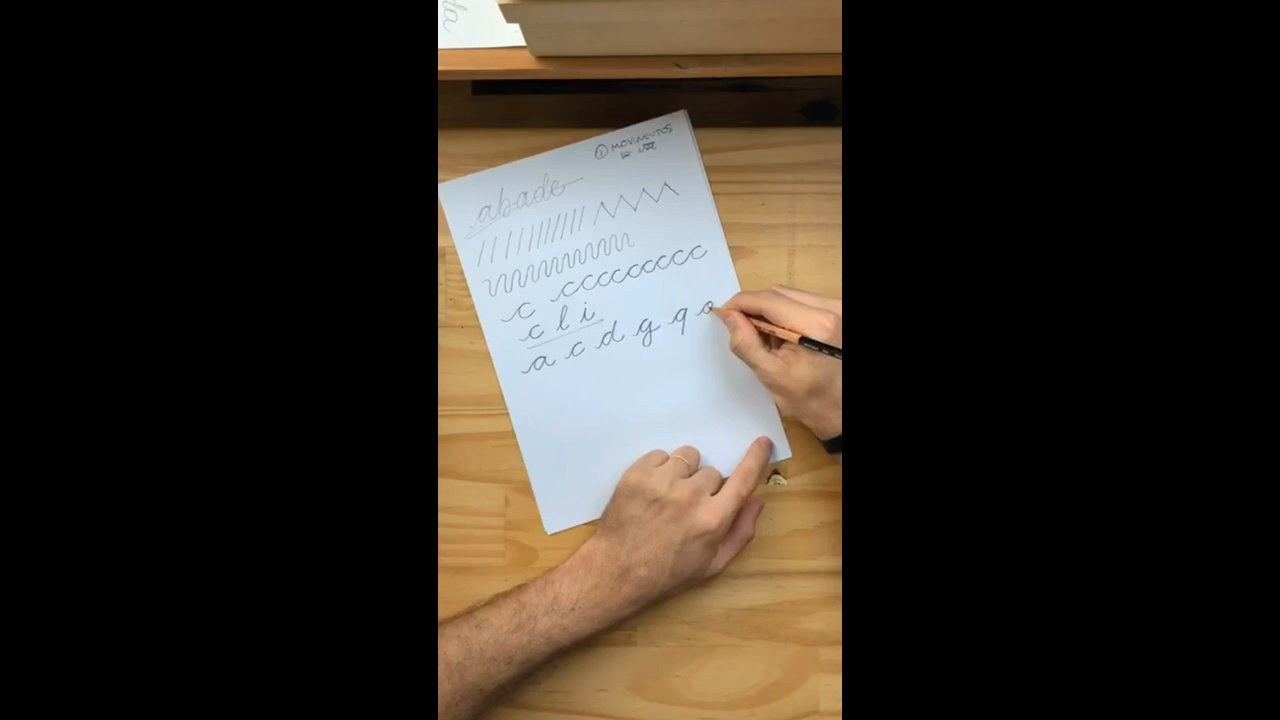 ① MOVIMENTOS
abade
c ccccccccc
c l i
a c d g q o